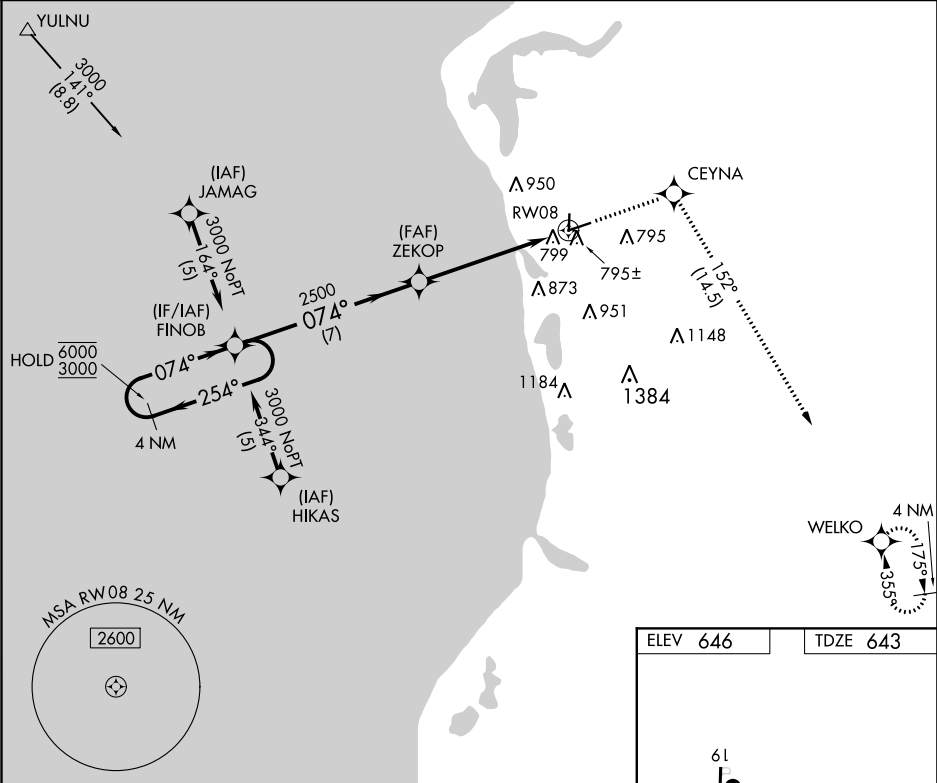 YULNU
3000
141°
(8.8)
(IAF)
JAMAG
3000 NoPT
164°
(5)
(IF/IAF)
FINOB
HOLD 6000
3000
074°
254°
4 NM
3000 NoPT
344°
(5)
(IAF)
HIKAS
2500
074°
(7)
(FAF)
ZEKOP
950
RW08
799
795±
795
CEYNA
873
951
1148
1184
1384
152°
(14.5)
WELKO
4 NM
175°
355°
MSA RW08 25 NM
2600
ELEV 646
TDZE 643
19